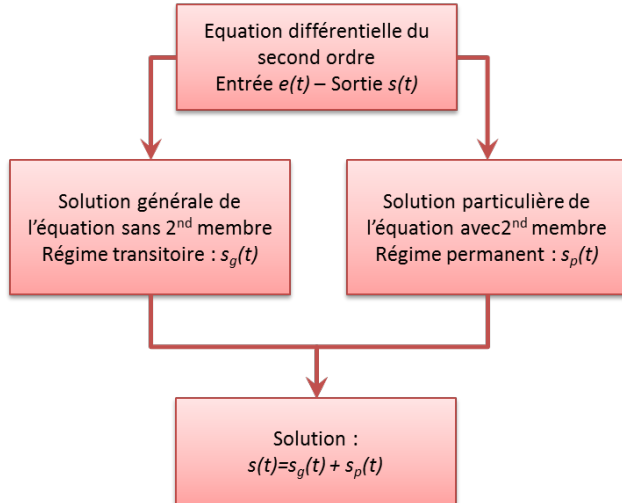 Equation différentielle du
second ordre
Entrée e(t) – Sortie s(t)
Solution générale de
l'équation sans 2nd membre
Régime transitoire : sg(t)
Solution particulière de
l'équation avec2nd membre
Régime permanent : sp(t)
Solution :
s(t)=sg(t) + sp(t)